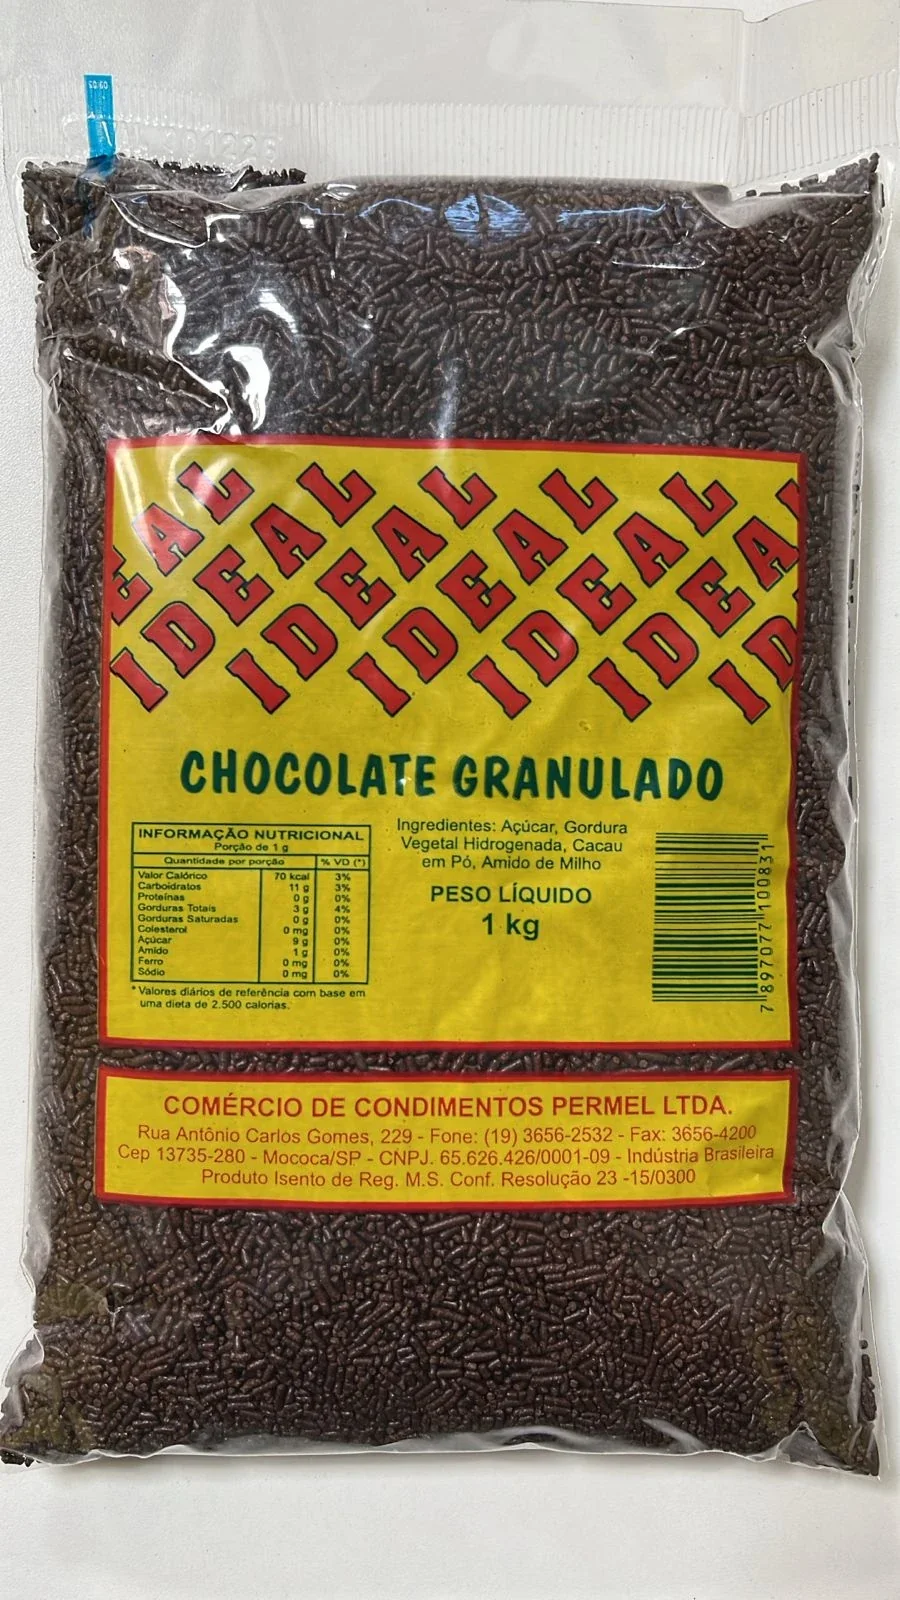 EAL IDEAL IDEAL IDEAL IDEAL IDEA ID
CHOCOLATE GRANULADO
INFORMAÇÃO NUTRICIONAL
Porção de 1 g
Quantidade por porção % VD (*)
Valor Calórico 70 kcal 3%
Carboidratos 11 g 3%
Proteínas 0 g 0%
Gorduras Totais 3 g 4%
Gorduras Saturadas 0 g 0%
Colesterol 0 mg 0%
Açúcar 9 g 0%
Amido 1 g 0%
Ferro 0 mg 0%
Sódio 0 mg 0%
* Valores diários de referência com base em
uma dieta de 2.500 calorias.
Ingredientes: Açúcar, Gordura
Vegetal Hidrogenada, Cacau
em Pó, Amido de Milho
PESO LÍQUIDO
1 kg
7 897077 100831
COMÉRCIO DE CONDIMENTOS PERMEL LTDA.
Rua Antônio Carlos Gomes, 229 - Fone: (19) 3656-2532 - Fax: 3656-4200
Cep 13735-280 - Mococa/SP - CNPJ. 65.626.426/0001-09 - Indústria Brasileira
Produto Isento de Reg. M.S. Conf. Resolução 23 -15/0300